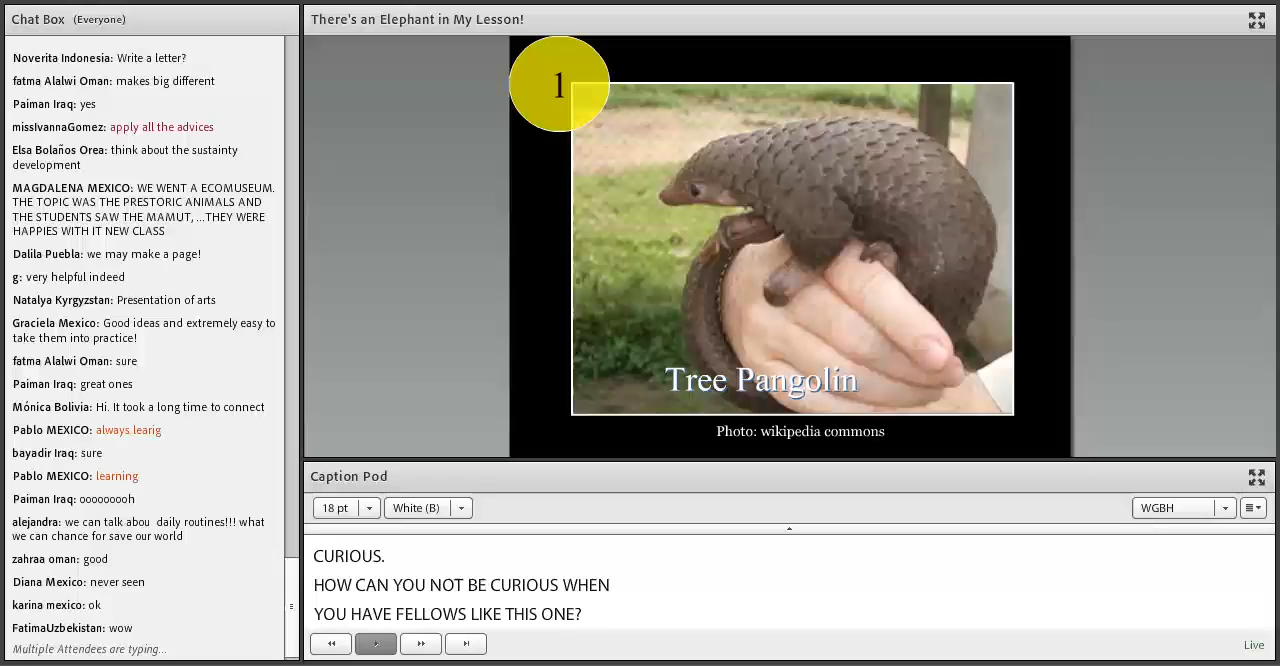 Chat Box (Everyone)
Noverita Indonesia: Write a letter?
fatma Alalwi Oman: makes big different
Paiman Iraq: yes
missIvannaGomez: apply all the advices
Elsa Bolaños Orea: think about the sustainty
development
MAGDALENA MEXICO: WE WENT A ECOMUSEUM.
THE TOPIC WAS THE PRESTORIC ANIMALS AND
THE STUDENTS SAW THE MAMUT, ...THEY WERE
HAPPIES WITH IT NEW CLASS
Dalila Puebla: we may make a page!
g: very helpful indeed
Natalya Kyrgyzstan: Presentation of arts
Graciela Mexico: Good ideas and extremely easy to
take them into practice!
fatma Alalwi Oman: sure
Paiman Iraq: great ones
Mónica Bolivia: Hi. It took a long time to connect
Pablo MEXICO: always learig
bayadir Iraq: sure
Pablo MEXICO: learning
Paiman Iraq: ooooooooh
alejandra: we can talk abou daily routines!!! what
we can chance for save our world
zahraa oman: good
Diana Mexico: never seen
karina mexico: ok
FatimaUzbekistan: wow
Multiple Attendees are typing...
There's an Elephant in My Lesson!
1
Tree Pangolin
Photo: wikipedia commons
Caption Pod
18 pt
White (B)
WGBH
CURIOUS.
HOW CAN YOU NOT BE CURIOUS WHEN
YOU HAVE FELLOWS LIKE THIS ONE?
Live